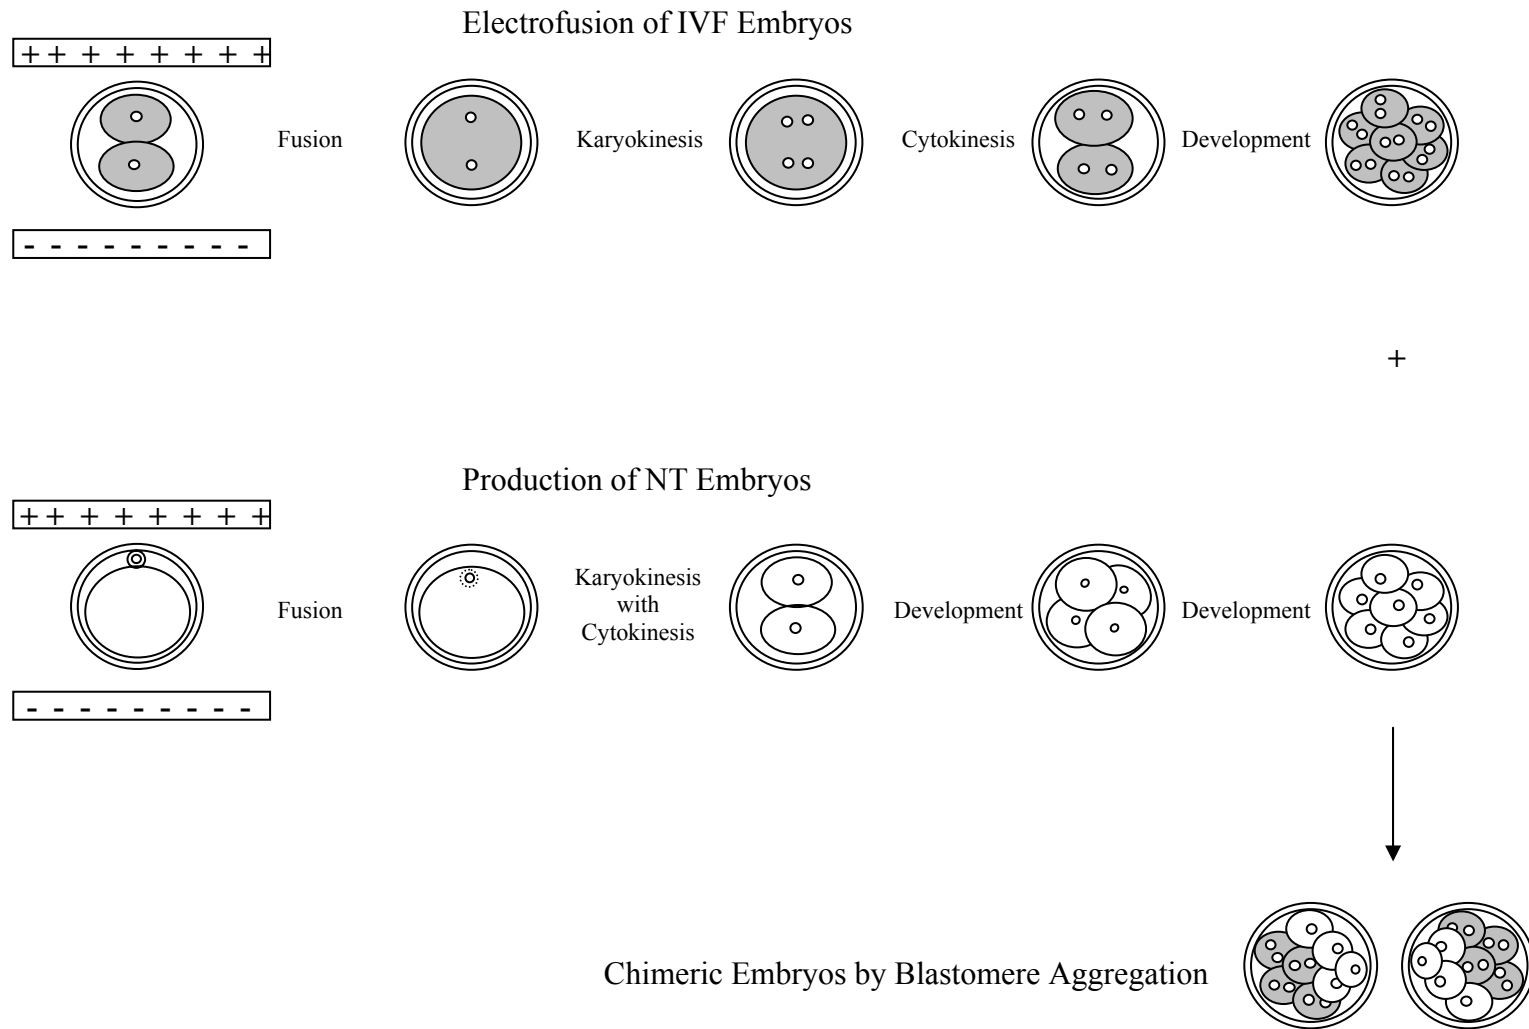 Electrofusion of IVF Embryos
+ + + + + + + +
Fusion
Karyokinesis
Cytokinesis
Development
- - - - - - - - -
+
Production of NT Embryos
+ + + + + + + +
Fusion
Karyokinesis
with
Cytokinesis
Development
Development
- - - - - - - - -
Chimeric Embryos by Blastomere Aggregation